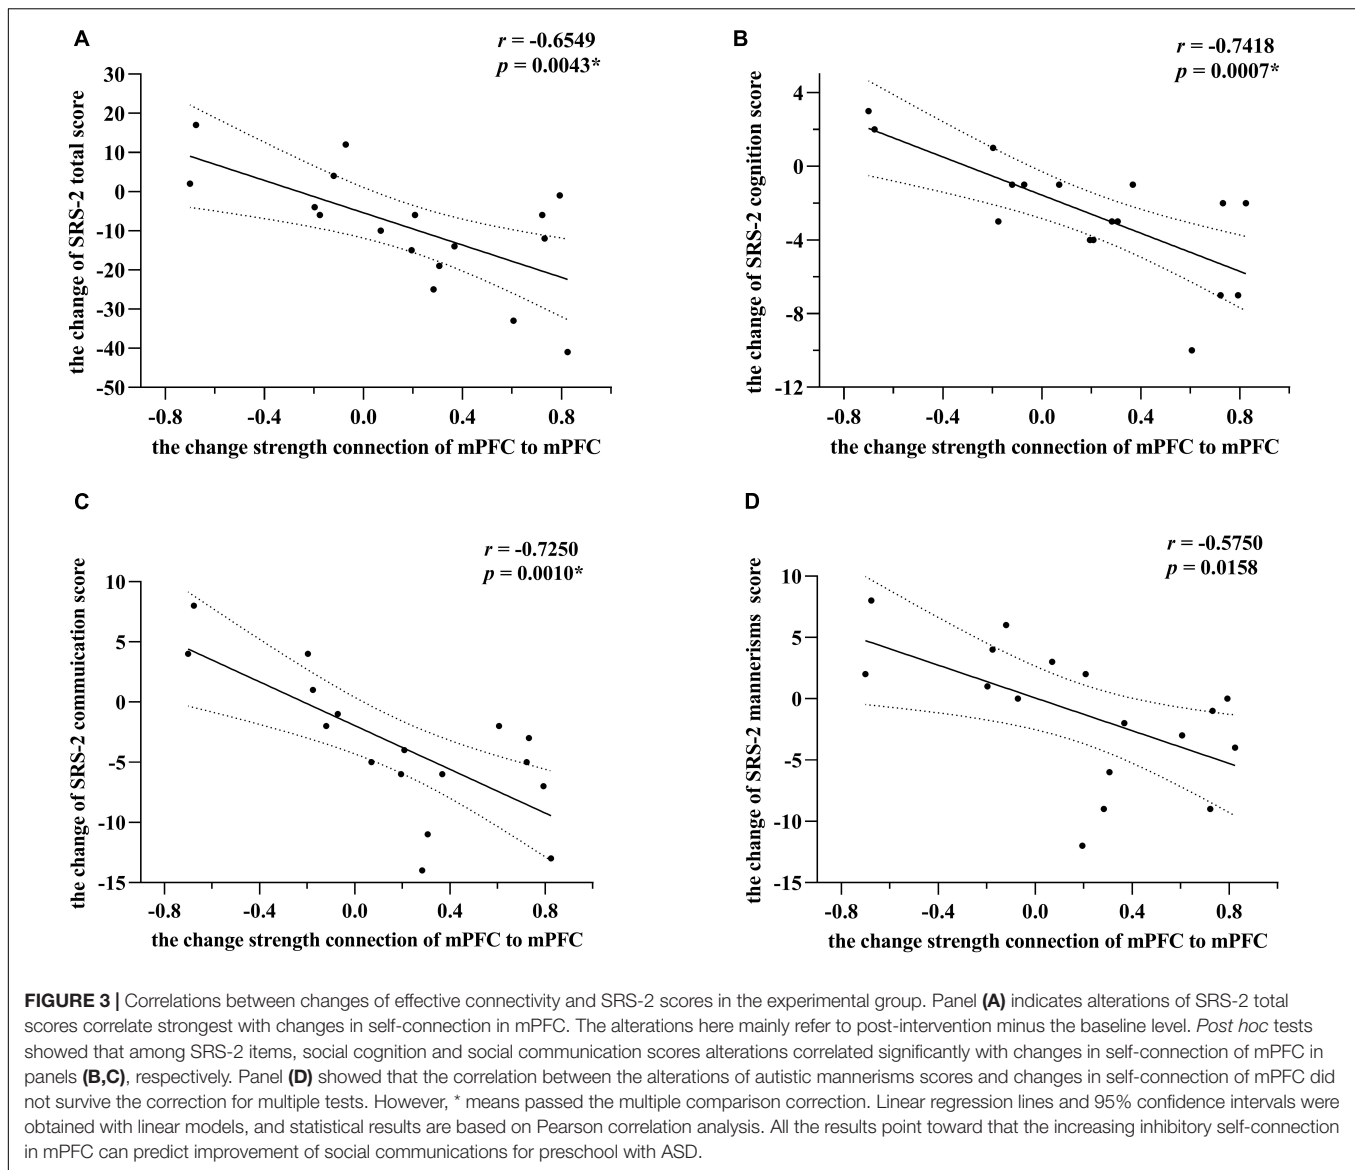 A
r = -0.6549
p = 0.0043*
30
20
10
0
-10
-20
-30
-40
-50
the change of SRS-2 total score
-0.8 -0.4 0.0 0.4 0.8
the change strength connection of mPFC to mPFC
B
r = -0.7418
p = 0.0007*
4
0
-4
-8
-12
the change of SRS-2 cognition score
-0.8 -0.4 0.0 0.4 0.8
the change strength connection of mPFC to mPFC
C
r = -0.7250
p = 0.0010*
10
5
0
-5
-10
-15
the change of SRS-2 commuication score
-0.8 -0.4 0.0 0.4 0.8
the change strength connection of mPFC to mPFC
D
r = -0.5750
p = 0.0158
10
5
0
-5
-10
-15
the change of SRS-2 mannerisms score
-0.8 -0.4 0.0 0.4 0.8
the change strength connection of mPFC to mPFC
FIGURE 3 | Correlations between changes of effective connectivity and SRS-2 scores in the experimental group. Panel (A) indicates alterations of SRS-2 total
scores correlate strongest with changes in self-connection in mPFC. The alterations here mainly refer to post-intervention minus the baseline level. Post hoc tests
showed that among SRS-2 items, social cognition and social communication scores alterations correlated significantly with changes in self-connection of mPFC in
panels (B,C), respectively. Panel (D) showed that the correlation between the alterations of autistic mannerisms scores and changes in self-connection of mPFC did
not survive the correction for multiple tests. However, * means passed the multiple comparison correction. Linear regression lines and 95% confidence intervals were
obtained with linear models, and statistical results are based on Pearson correlation analysis. All the results point toward that the increasing inhibitory self-connection
in mPFC can predict improvement of social communications for preschool with ASD.